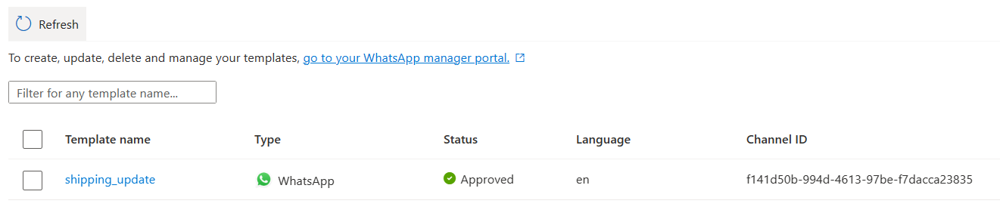 Refresh
To create, update, delete and manage your templates, go to your WhatsApp manager portal.
Filter for any template name...
Template name Type Status Language Channel ID
shipping_update WhatsApp Approved en f141d50b-994d-4613-97be-f7dacca23835